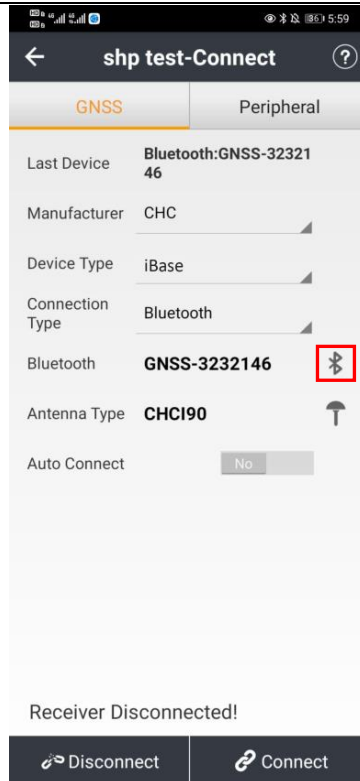 5:59
shp test-Connect
GNSS
Peripheral
Last Device
Bluetooth:GNSS-32321
46
Manufacturer
CHC
Device Type
iBase
Connection
Type
Bluetooth
Bluetooth
GNSS-3232146
Antenna Type
CHCI90
Auto Connect
No
Receiver Disconnected!
Disconnect
Connect